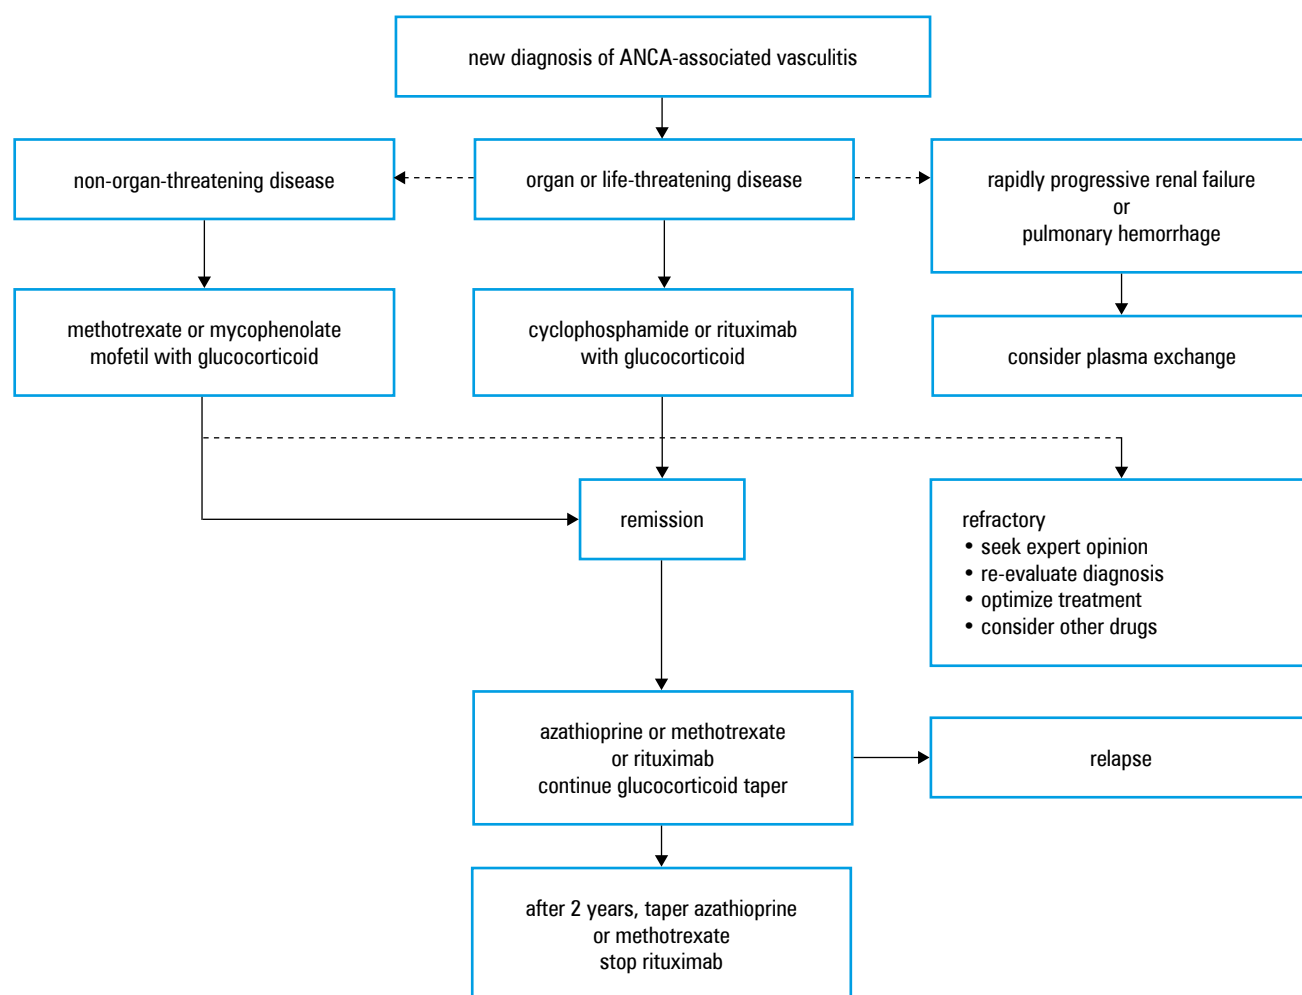 new diagnosis of ANCA-associated vasculitis
non-organ-threatening disease
organ or life-threatening disease
rapidly progressive renal failure
or
pulmonary hemorrhage
methotrexate or mycophenolate
mofetil with glucocorticoid
cyclophosphamide or rituximab
with glucocorticoid
consider plasma exchange
remission
refractory
• seek expert opinion
• re-evaluate diagnosis
• optimize treatment
• consider other drugs
azathioprine or methotrexate
or rituximab
continue glucocorticoid taper
relapse
after 2 years, taper azathioprine
or methotrexate
stop rituximab